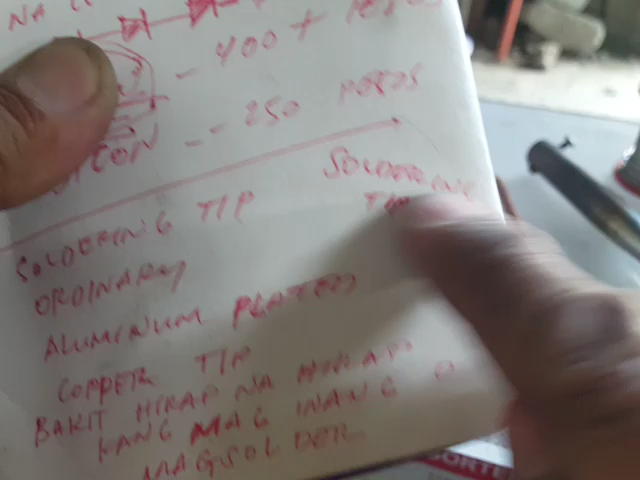 NA
- 400 + PESOS
-- 250 PESOS
SOLDERING TIP
SOLDERING
ORDINARY
ALUMINUM PLATED
COPPER TIP
BAKIT HIRAP NA HIRAP
KANG MAG INANG
MAGSOLDER